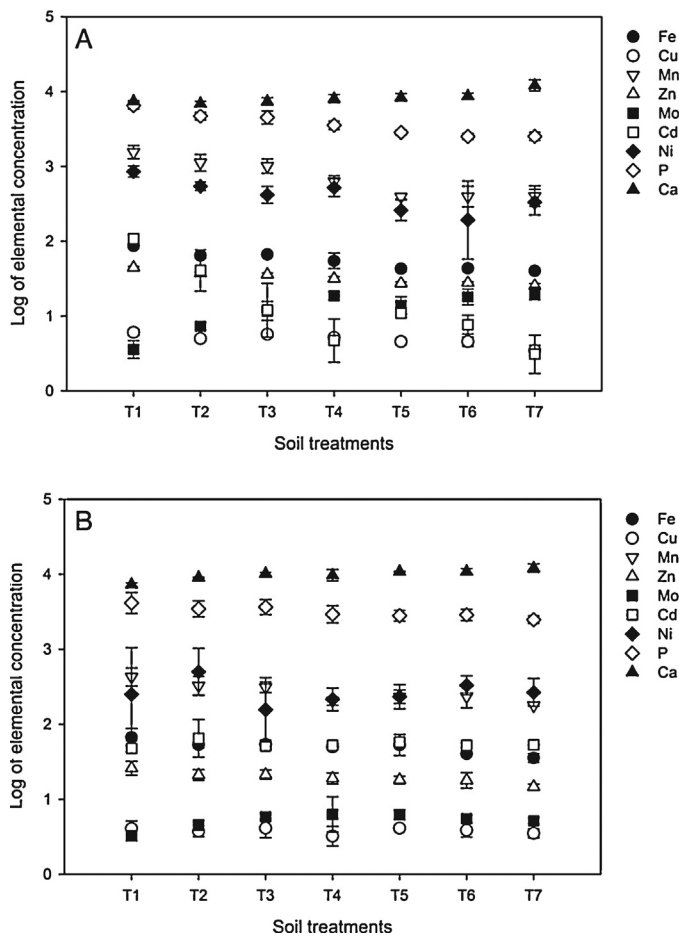 A
5
4
3
2
1
0
Log of elemental concentration
T1 T2 T3 T4 T5 T6 T7
Soil treatments
Fe
Cu
Mn
Zn
Mo
Cd
Ni
P
Ca
B
5
4
3
2
1
0
Log of elemental concentration
T1 T2 T3 T4 T5 T6 T7
Soil treatments
Fe
Cu
Mn
Zn
Mo
Cd
Ni
P
Ca